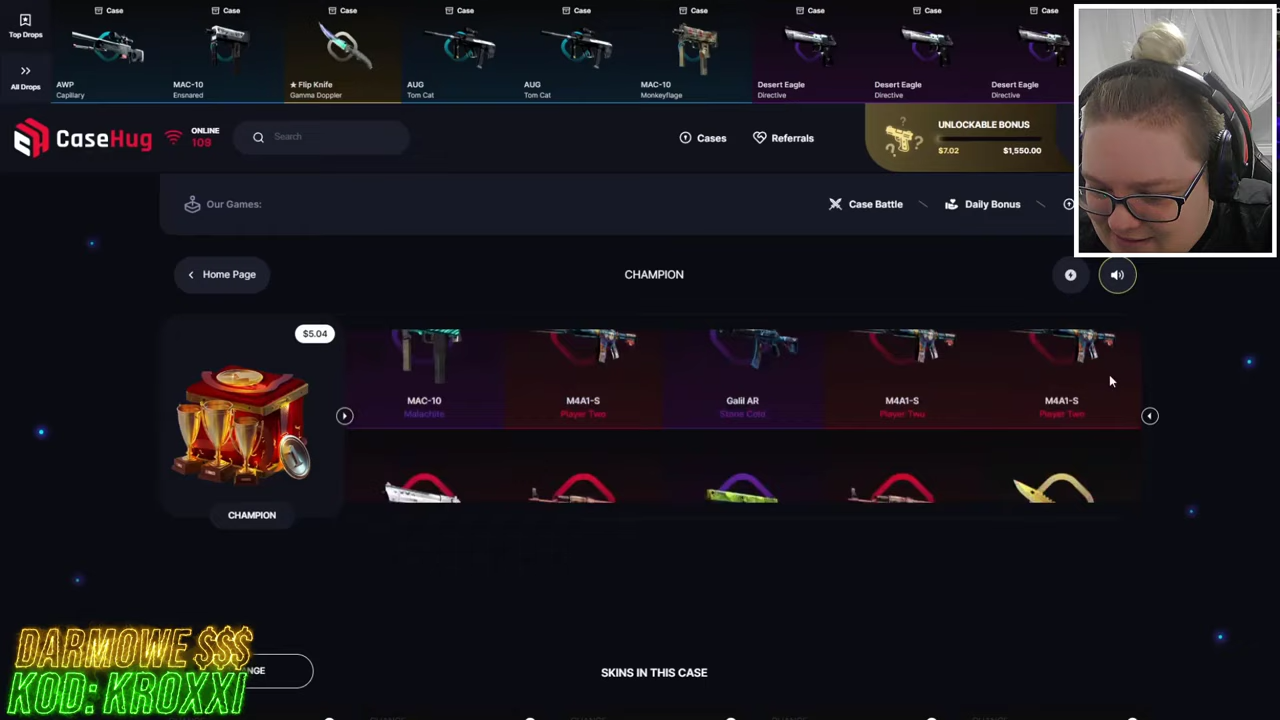 Top Drops
All Drops
Case
AWP
Capillary
Case
MAC-10
Ensnared
Case
★ Flip Knife
Gamma Doppler
Case
AUG
Tom Cat
Case
AUG
Tom Cat
Case
MAC-10
Monkeyflage
Case
Desert Eagle
Directive
Case
Desert Eagle
Directive
Case
Desert Eagle
Directive
CaseHug
ONLINE
109
Search
Cases
Referrals
UNLOCKABLE BONUS
$7.02
$1,550.00
Our Games:
Case Battle
Daily Bonus
Home Page
CHAMPION
$5.04
CHAMPION
MAC-10
Malachite
M4A1-S
Player Two
Galil AR
Stone Cold
M4A1-S
Player Two
M4A1-S
Player Two
DARMOWE $$$
KOD: KROXXI
SKINS IN THIS CASE